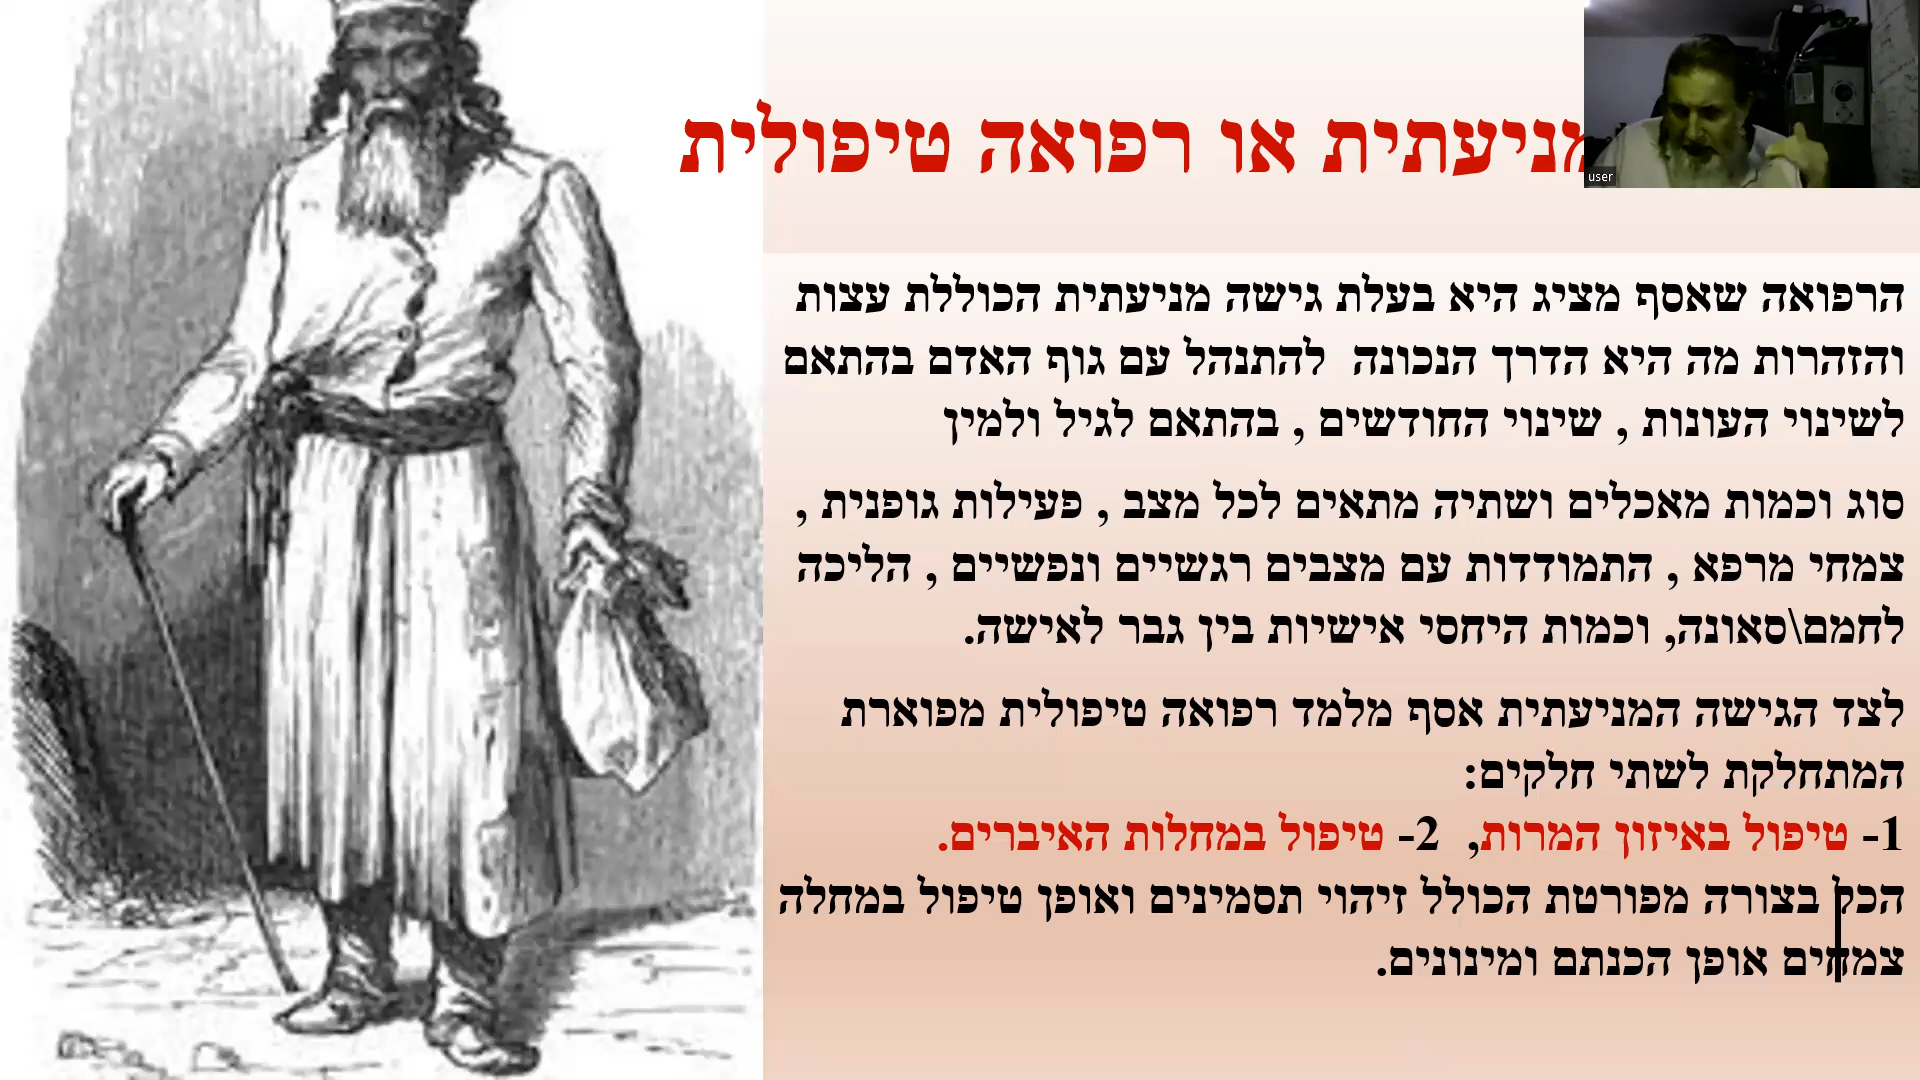 מניעתית או רפואה טיפולית
user
הרפואה שאסף מציג היא בעלת גישה מניעתית הכוללת עצות
והזהרות מה היא הדרך הנכונה להתנהל עם גוף האדם בהתאם
לשינוי העונות , שינוי החודשים , בהתאם לגיל ולמין
סוג וכמות מאכלים ושתיה מתאים לכל מצב , פעילות גופנית ,
צמחי מרפא , התמודדות עם מצבים רגשיים ונפשיים , הליכה
לחמם\סאונה, וכמות היחסי אישיות בין גבר לאישה.
לצד הגישה המניעתית אסף מלמד רפואה טיפולית מפוארת
המתחלקת לשתי חלקים:
1- טיפול באיזון המרות, 2- טיפול במחלות האיברים.
הכל בצורה מפורטת הכולל זיהוי תסמינים ואופן טיפול במחלה
צמחים אופן הכנתם ומינונים.